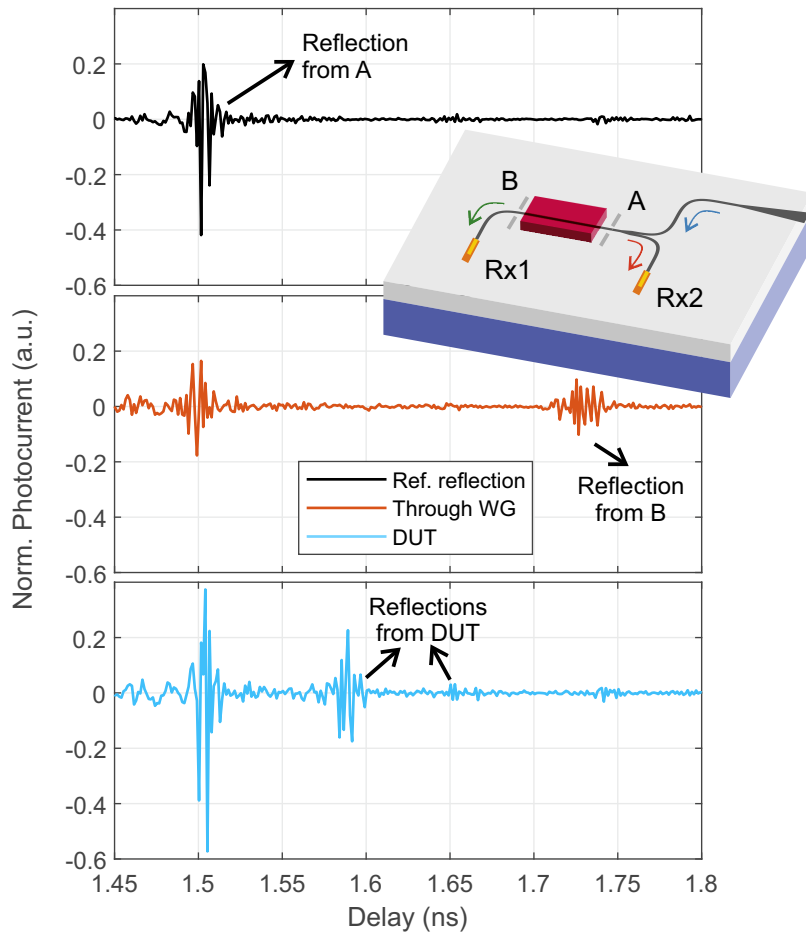 Norm. Photocurrent (a.u.)
0.2
0
-0.2
-0.4
-0.6
Reflection
from A
B
A
Rx1
Rx2
0.2
0
-0.2
-0.4
-0.6
Ref. reflection
Through WG
DUT
Reflection
from B
0.2
0
-0.2
-0.4
-0.6
Reflections
from DUT
1.45
1.5
1.55
1.6
1.65
1.7
1.75
1.8
Delay (ns)